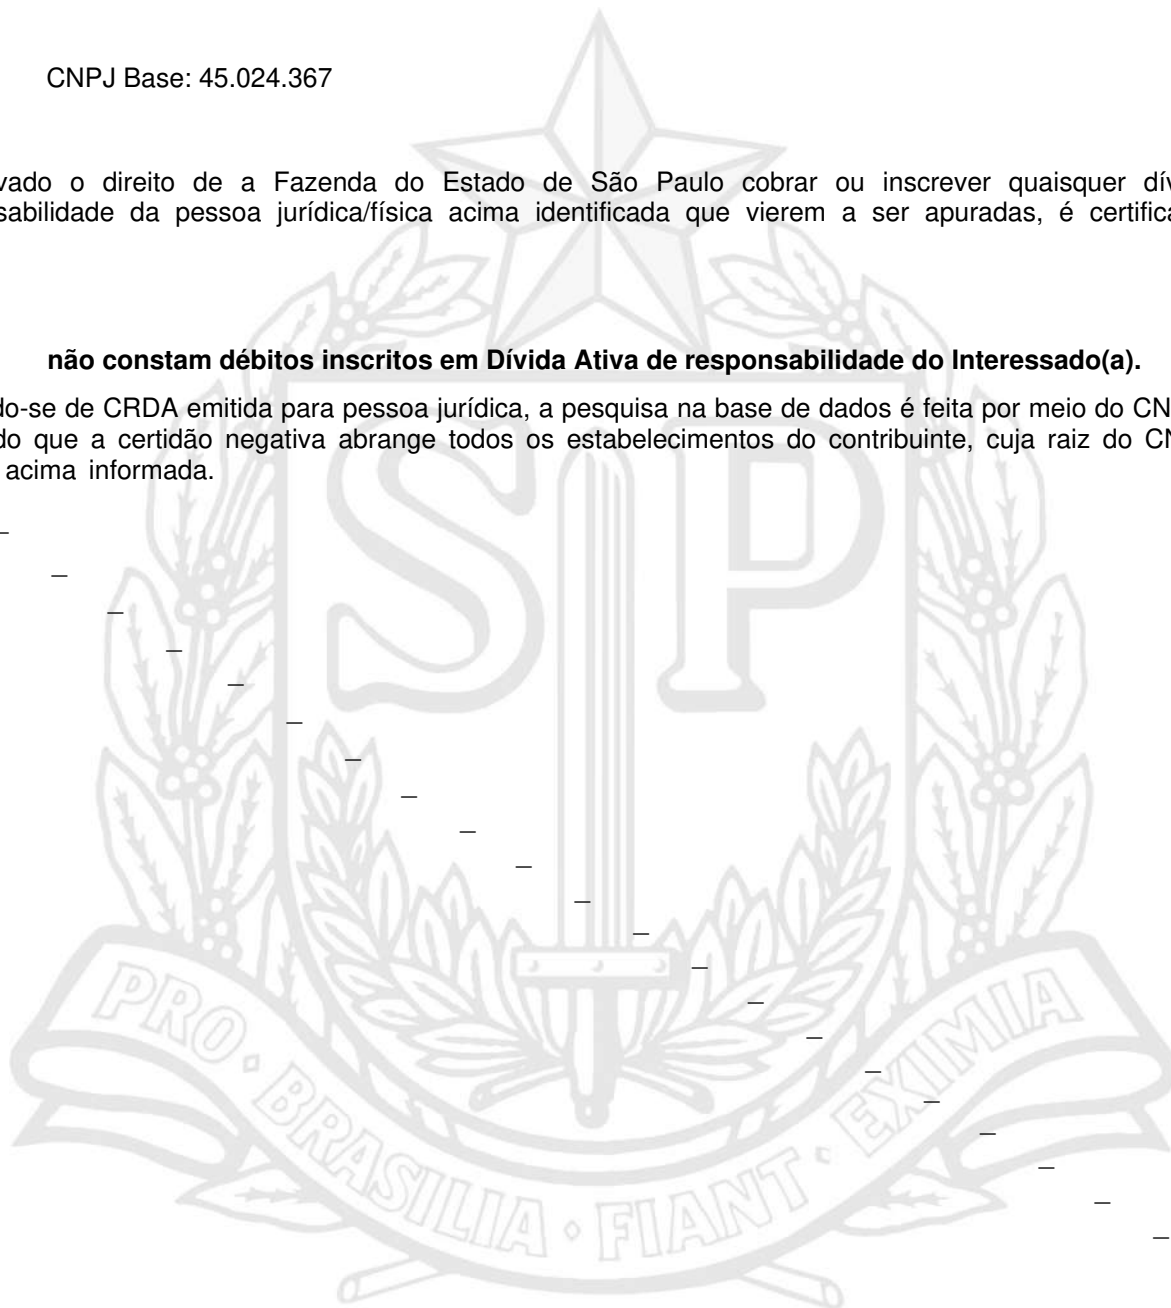 CNPJ Base: 45.024.367
vado o direito de a Fazenda do Estado de São Paulo cobrar ou inscrever quaisquer dív
sabilidade da pessoa jurídica/física acima identificada que vierem a ser apuradas, é certifica
não constam débitos inscritos em Dívida Ativa de responsabilidade do Interessado(a).
do-se de CRDA emitida para pessoa jurídica, a pesquisa na base de dados é feita por meio do CN
do que a certidão negativa abrange todos os estabelecimentos do contribuinte, cuja raiz do CN
acima informada.
SP
PRO • BRASILIA • FIANT • EXIMIA